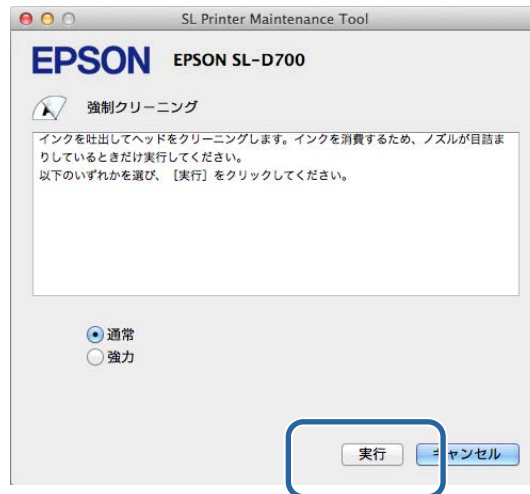 SL Printer Maintenance Tool
EPSON EPSON SL-D700
強制クリーニング
インクを吐出してヘッドをクリーニングします。インクを消費するため、ノズルが目詰ま
りしているときだけ実行してください。
以下のいずれかを選び、［実行］をクリックしてください。
通常
強力
実行 キャンセル